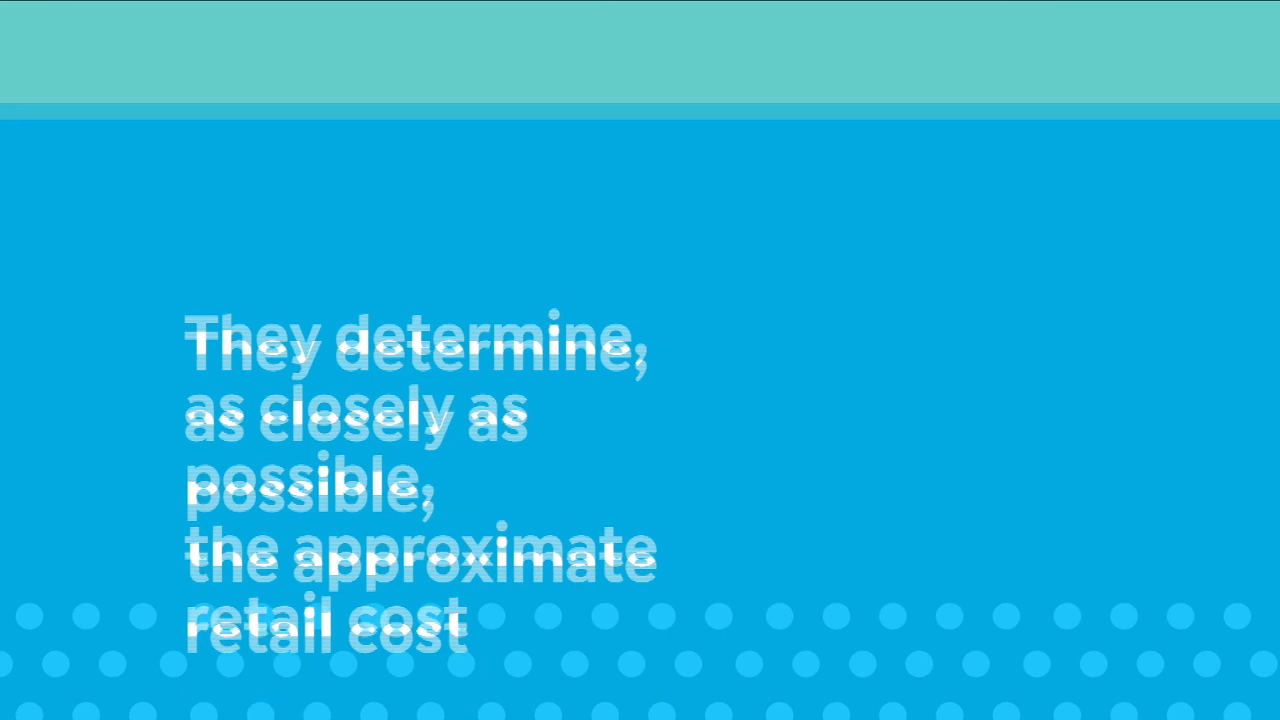 They determine,
as closely as
possible,
the approximate
retail cost